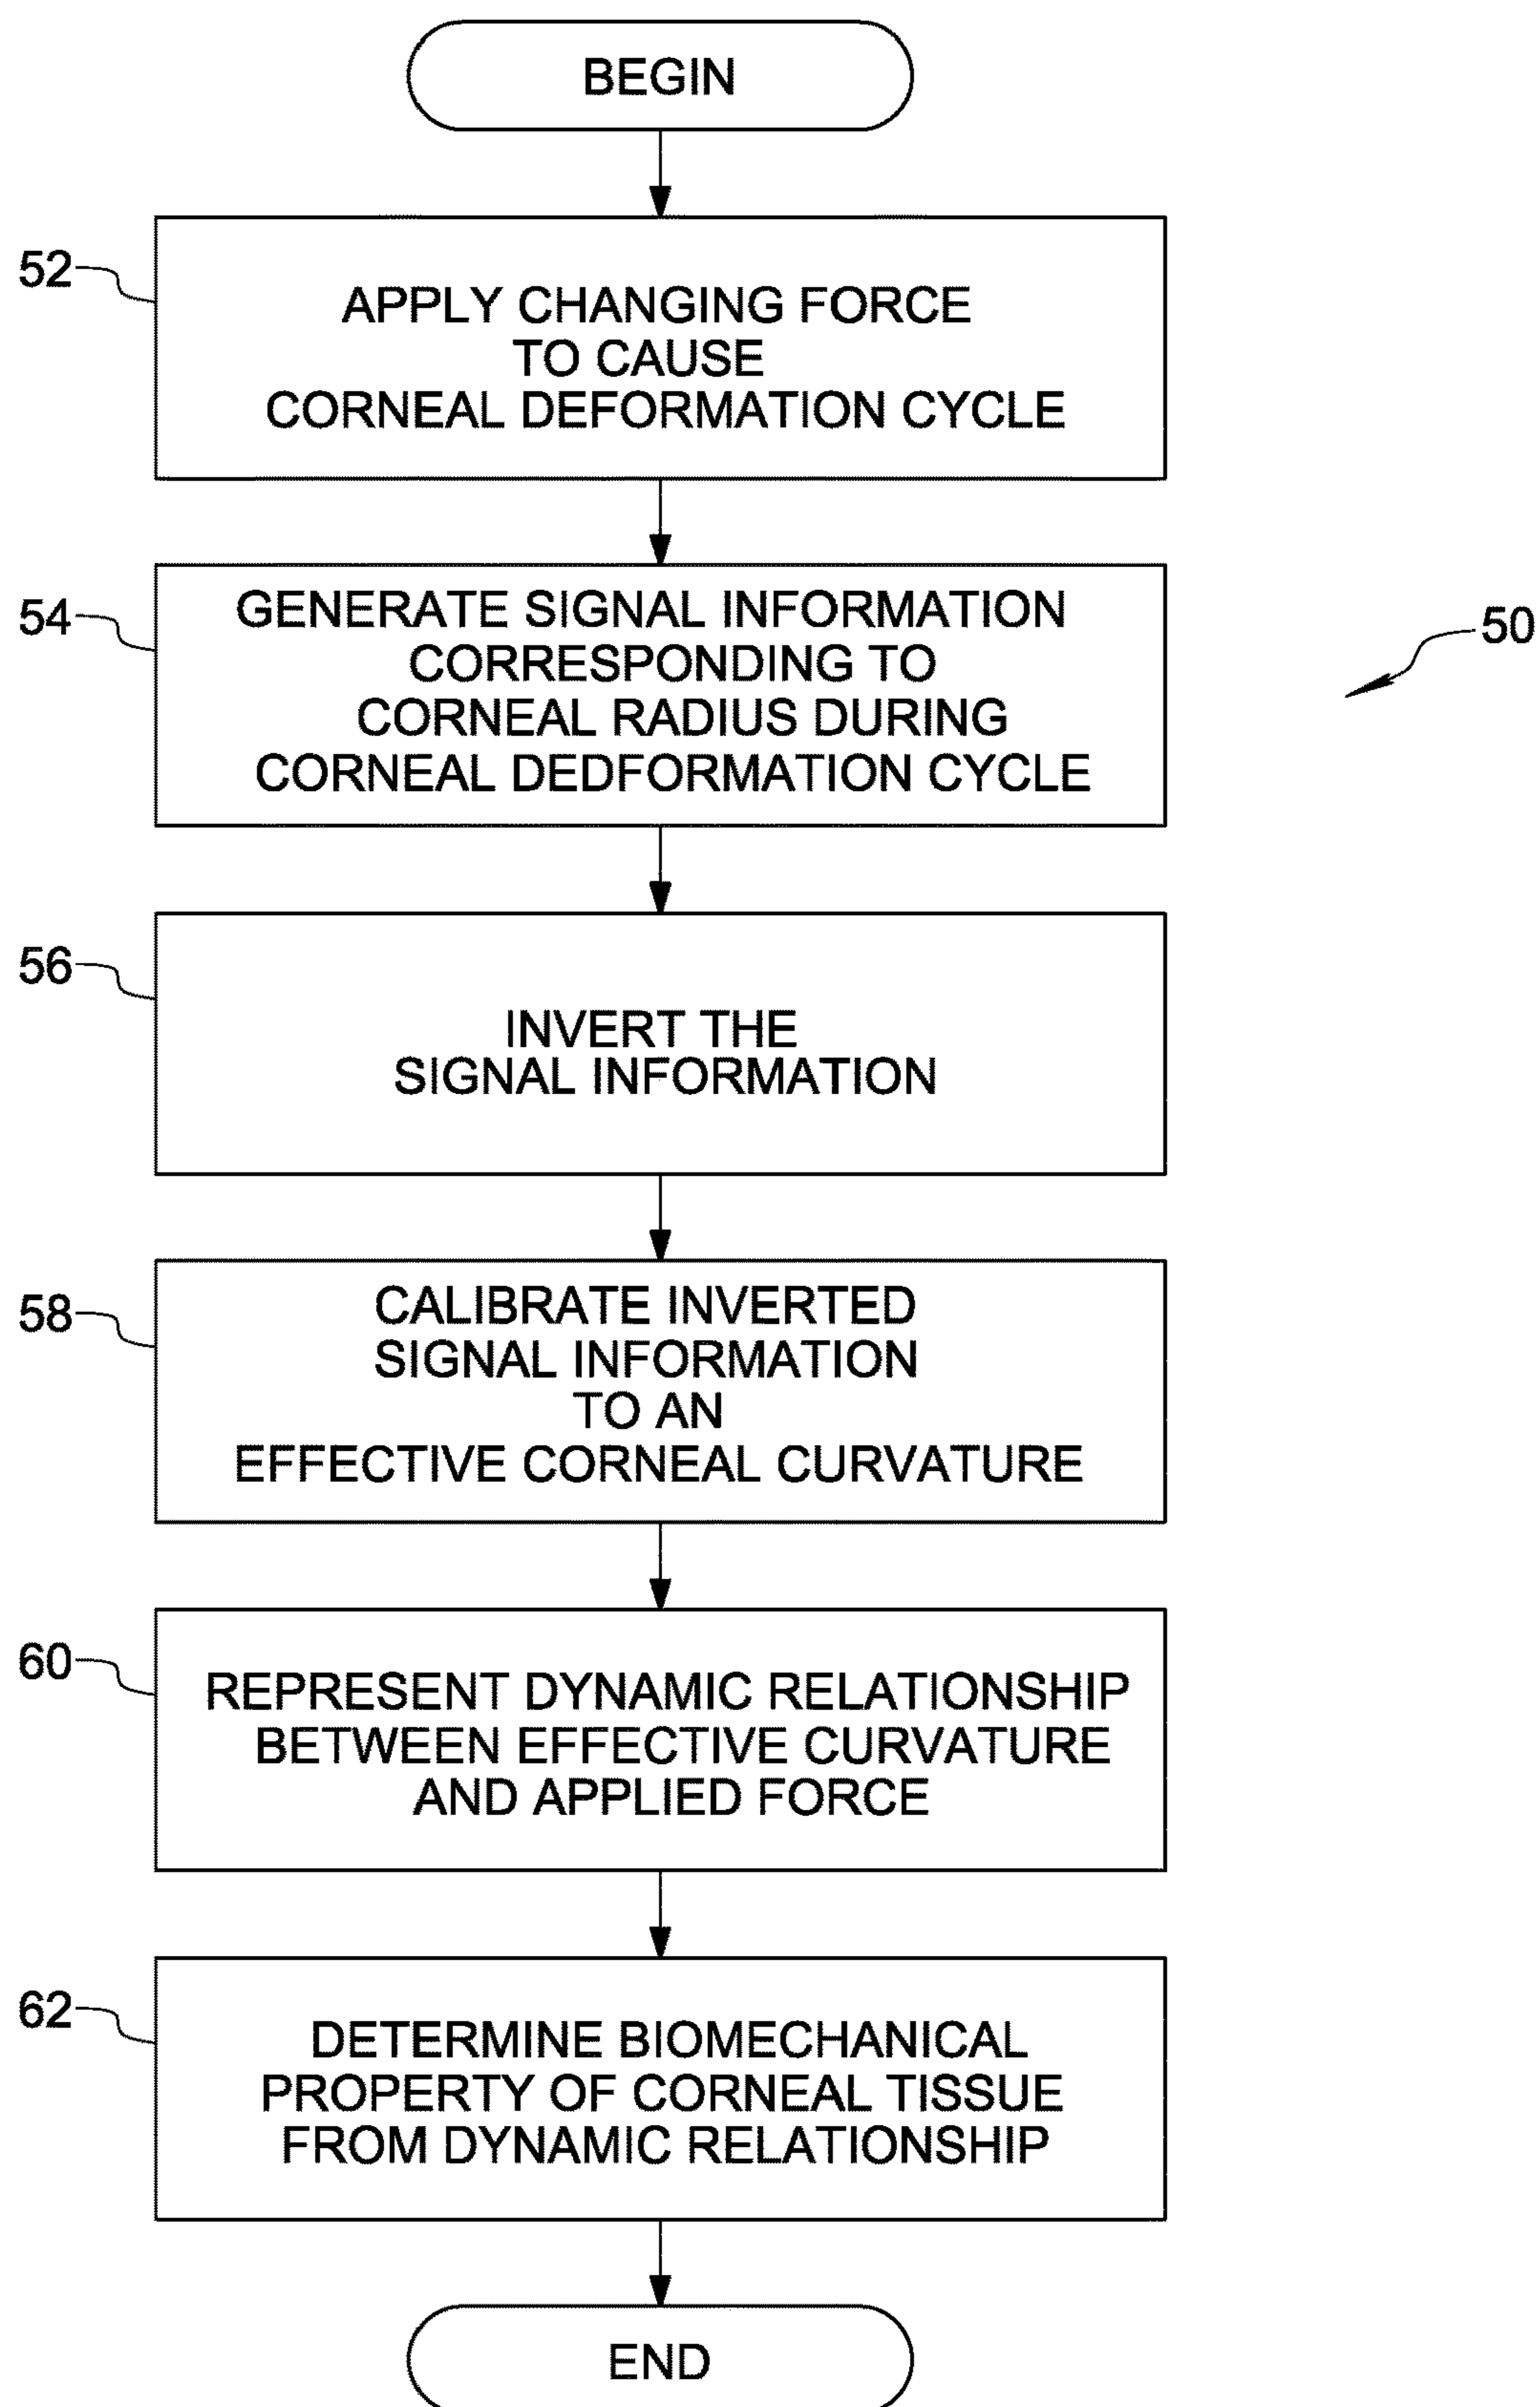 BEGIN
52
APPLY CHANGING FORCE
TO CAUSE
CORNEAL DEFORMATION CYCLE
54
GENERATE SIGNAL INFORMATION
CORRESPONDING TO
CORNEAL RADIUS DURING
CORNEAL DEDFORMATION CYCLE
50
56
INVERT THE
SIGNAL INFORMATION
58
CALIBRATE INVERTED
SIGNAL INFORMATION
TO AN
EFFECTIVE CORNEAL CURVATURE
60
REPRESENT DYNAMIC RELATIONSHIP
BETWEEN EFFECTIVE CURVATURE
AND APPLIED FORCE
62
DETERMINE BIOMECHANICAL
PROPERTY OF CORNEAL TISSUE
FROM DYNAMIC RELATIONSHIP
END